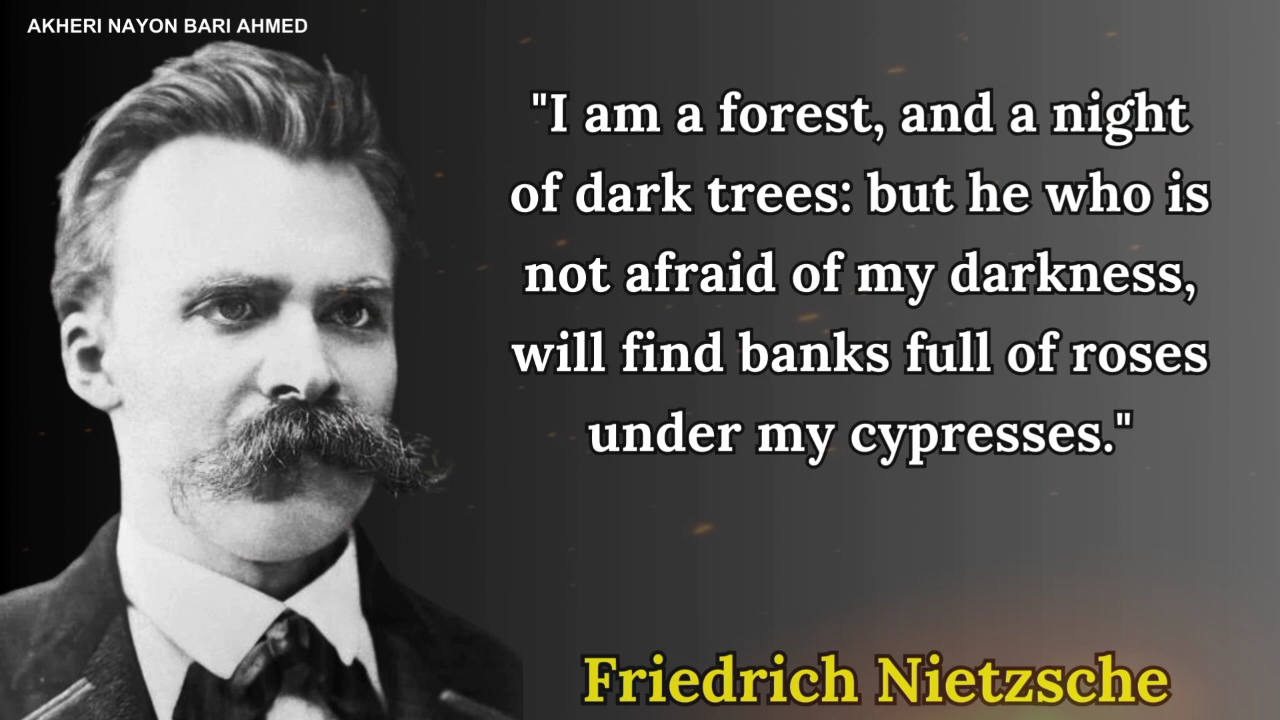 AKHERI NAYON BARI AHMED
"I am a forest, and a night
of dark trees: but he who is
not afraid of my darkness,
will find banks full of roses
under my cypresses."
Friedrich Nietzsche